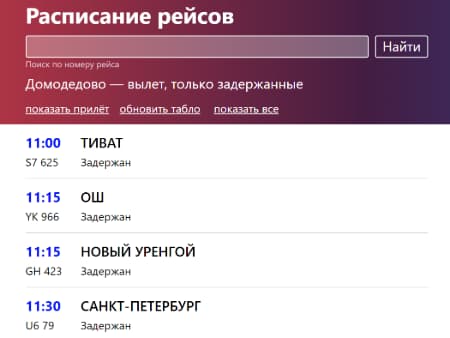 Расписание рейсов
Найти
Поиск по номеру рейса
Домодедово — вылет, только задержанные
показать прилёт обновить табло показать все
11:00 ТИВАТ
S7 625 Задержан
11:15 ОШ
YK 966 Задержан
11:15 НОВЫЙ УРЕНГОЙ
GH 423 Задержан
11:30 САНКТ-ПЕТЕРБУРГ
U6 79 Задержан